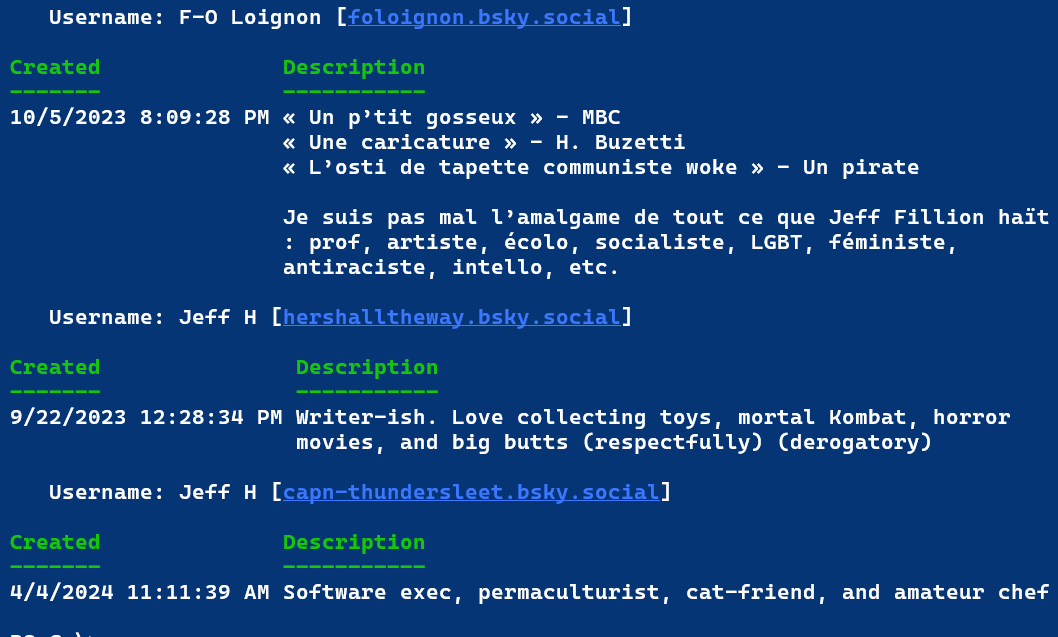 Username: F-O Loignon [foloignon.bsky.social]
Created Description
------- -----------
10/5/2023 8:09:28 PM « Un p’tit gosseux » - MBC
« Une caricature » - H. Buzetti
« L’osti de tapette communiste woke » - Un pirate
Je suis pas mal l’amalgame de tout ce que Jeff Fillion haït
: prof, artiste, écolo, socialiste, LGBT, féministe,
antiraciste, intello, etc.
Username: Jeff H [hershalltheway.bsky.social]
Created Description
------- -----------
9/22/2023 12:28:34 PM Writer-ish. Love collecting toys, mortal Kombat, horror
movies, and big butts (respectfully) (derogatory)
Username: Jeff H [capn-thundersleet.bsky.social]
Created Description
------- -----------
4/4/2024 11:11:39 AM Software exec, permaculturist, cat-friend, and amateur chef